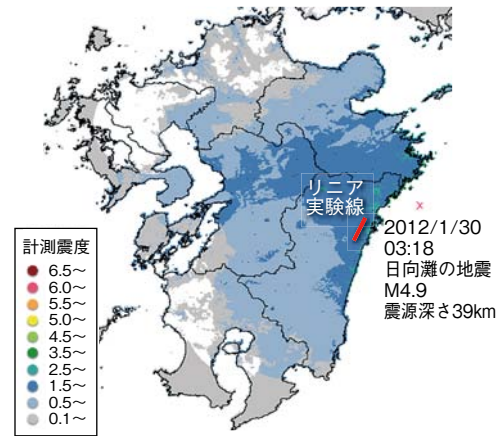 リニア
実験線
2012/1/30
03:18
日向灘の地震
M4.9
震源深さ39km
計測震度
6.5～
6.0～
5.5～
5.0～
4.5～
3.5～
2.5～
1.5～
0.5～
0.1～